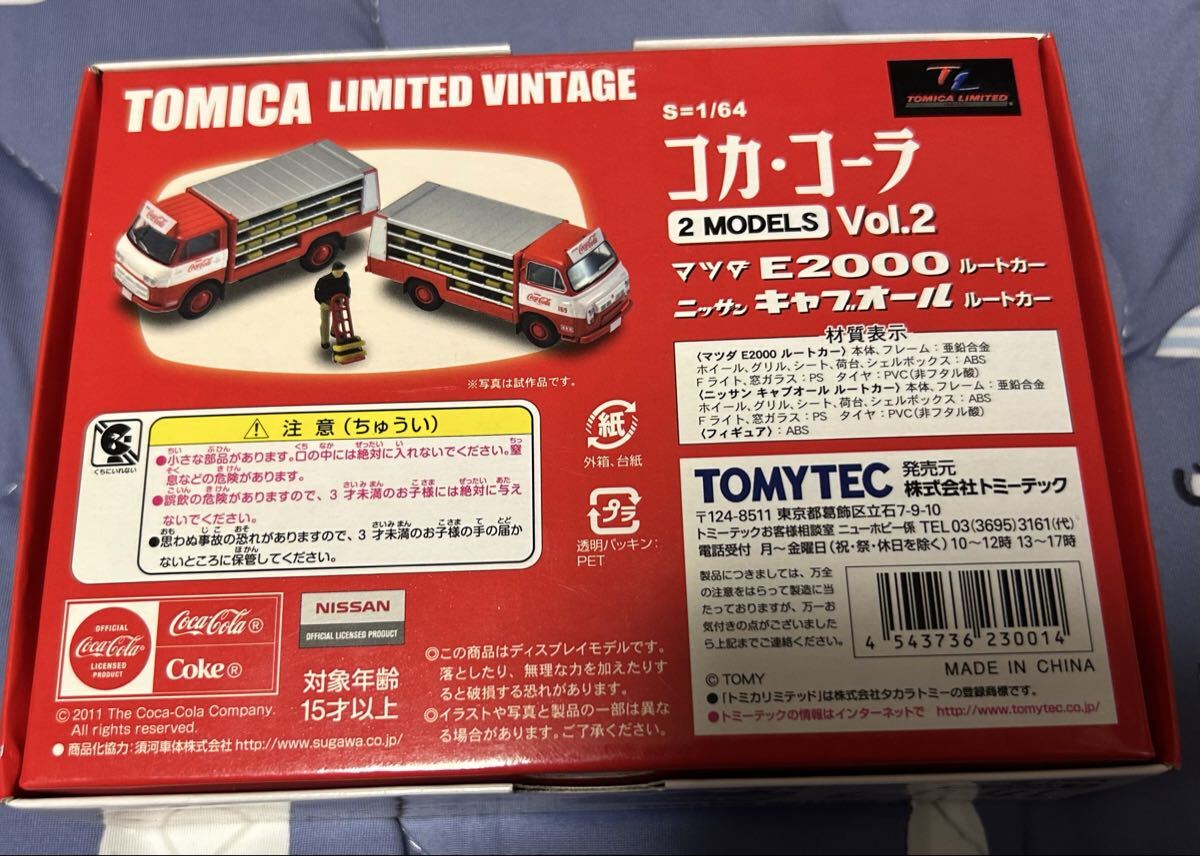 TOMICA LIMITED VINTAGE
TOMICA LIMITED
S=1/64
コカ・コーラ
2 MODELS Vol.2
マツダ E2000 ルートカー
ニッサン キャブオール ルートカー
材質表示
〈マツダ E2000 ルートカー〉本体、フレーム：亜鉛合金
ホイール、グリル、シート、荷台、シェルボックス：ABS
Fライト、窓ガラス：PS タイヤ：PVC(非フタル酸)
〈ニッサン キャブオール ルートカー〉本体、フレーム：亜鉛合金
ホイール、グリル、シート、荷台、シェルボックス：ABS
Fライト、窓ガラス：PS タイヤ：PVC(非フタル酸)
〈フィギュア〉：ABS
※写真は試作品です。
注意(ちゅうい)
くちにいれない
●小さな部品があります。口の中には絶対に入れないでください。窒
息などの危険があります。
●誤飲の危険がありますので、3才未満のお子様には絶対に与え
ないでください。
●思わぬ事故の恐れがありますので、3才未満のお子様の手の届か
ないところに保管してください。
紙
外箱、台紙
プラ
透明パッキン：
PET
TOMYTEC 発売元
株式会社トミーテック
〒124-8511 東京都葛飾区立石7-9-10
トミーテックお客様相談室 ニューホビー係 TEL 03(3695)3161(代)
電話受付 月〜金曜日(祝・祭・休日を除く)10〜12時 13〜17時
製品につきましては、万全
の注意をはらって製造に当
たっておりますが、万一お
気付きの点がございました
ら上記までご連絡ください。
4 543736 230014
MADE IN CHINA
© TOMY
●「トミカリミテッド」は株式会社タカラトミーの登録商標です。
●トミーテックの情報はインターネットで http://www.tomytec.co.jp/
OFFICIAL
Coca-Cola
LICENSED
PRODUCT
Coca-Cola®
Coke®
NISSAN
OFFICIAL LICENSED PRODUCT
対象年齢
15才以上
◎この商品はディスプレイモデルです。
落としたり、無理な力を加えたりす
ると破損する恐れがあります。
◎イラストや写真と製品の一部は異な
る場合があります。ご了承ください。
© 2011 The Coca-Cola Company.
All rights reserved.
●商品化協力：須河車体株式会社 http://www.sugawa.co.jp/